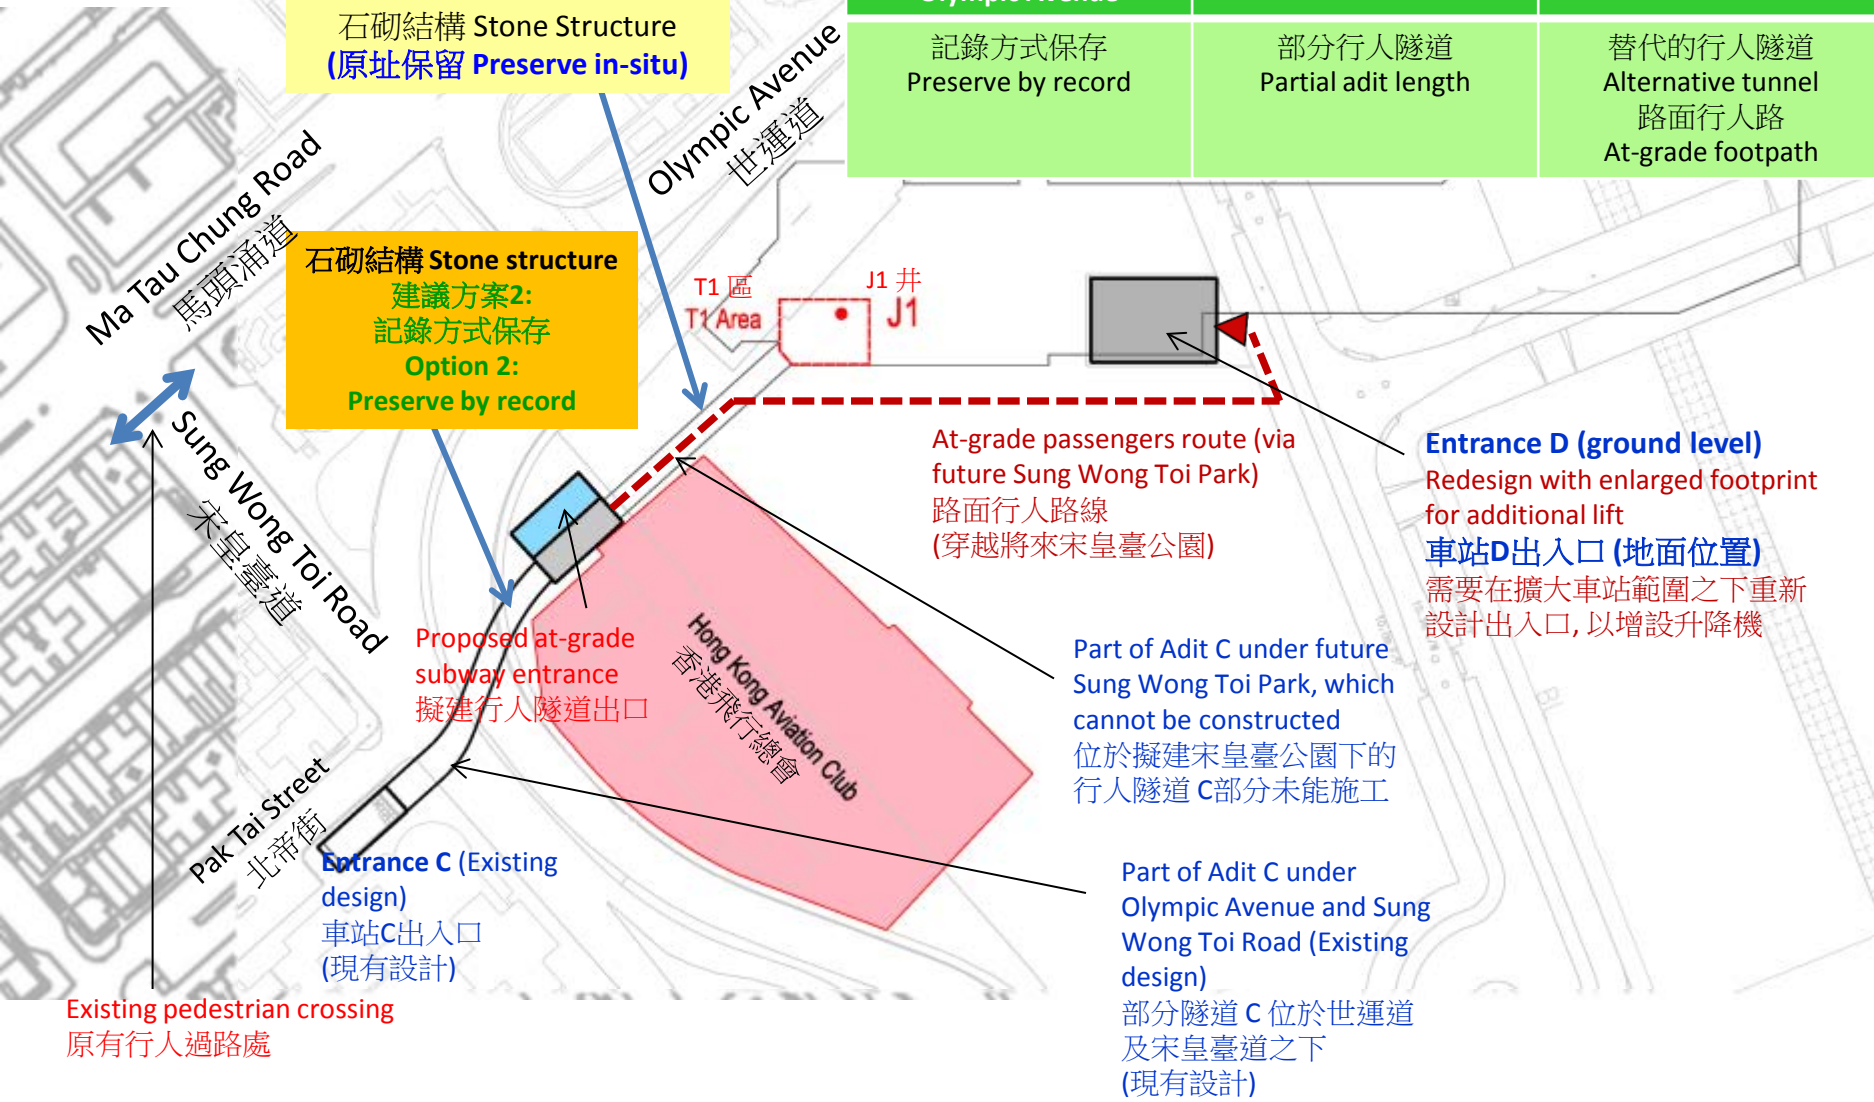 石砌結構 Stone Structure
(原址保留 Preserve in-situ)
Olympic Avenue
記錄方式保存
Preserve by record
部分行人隧道
Partial adit length
替代的行人隧道
Alternative tunnel
路面行人路
At-grade footpath
Olympic Avenue
世運道
Ma Tau Chung Road
馬頭涌道
石砌結構 Stone structure
建議方案2:
記錄方式保存
Option 2:
Preserve by record
T1 區
T1 Area
J1 井
J1
Sung Wong Toi Road
宋皇臺道
At-grade passengers route (via
future Sung Wong Toi Park)
路面行人路線
(穿越將來宋皇臺公園)
Entrance D (ground level)
Redesign with enlarged footprint
for additional lift
車站D出入口 (地面位置)
需要在擴大車站範圍之下重新
設計出入口, 以增設升降機
Proposed at-grade
subway entrance
擬建行人隧道出口
Hong Kong Aviation Club
香港飛行總會
Part of Adit C under future
Sung Wong Toi Park, which
cannot be constructed
位於擬建宋皇臺公園下的
行人隧道 C部分未能施工
Pak Tai Street
北帝街
Entrance C (Existing
design)
車站C出入口
(現有設計)
Part of Adit C under
Olympic Avenue and Sung
Wong Toi Road (Existing
design)
部分隧道 C 位於世運道
及宋皇臺道之下
(現有設計)
Existing pedestrian crossing
原有行人過路處